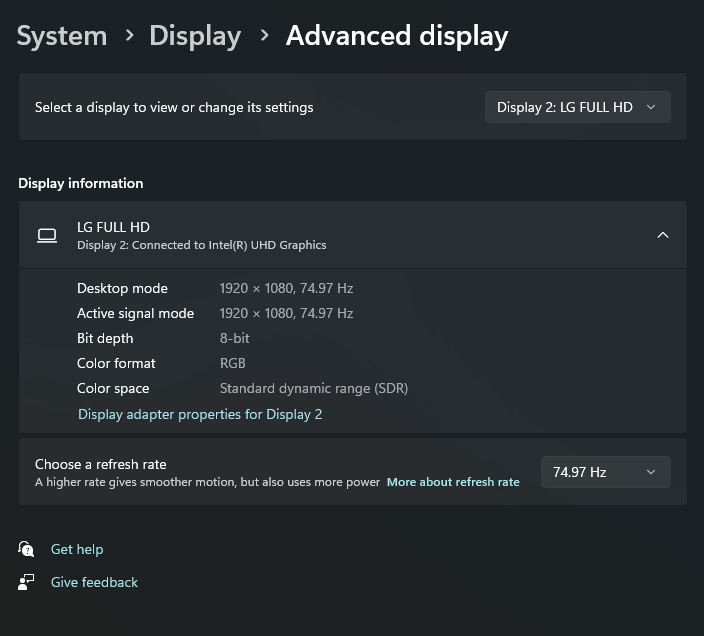 System > Display > Advanced display
Select a display to view or change its settings
Display 2: LG FULL HD
Display information
LG FULL HD
Display 2: Connected to Intel(R) UHD Graphics
Desktop mode 1920 × 1080, 74.97 Hz
Active signal mode 1920 × 1080, 74.97 Hz
Bit depth 8-bit
Color format RGB
Color space Standard dynamic range (SDR)
Display adapter properties for Display 2
Choose a refresh rate
A higher rate gives smoother motion, but also uses more power More about refresh rate
74.97 Hz
Get help
Give feedback